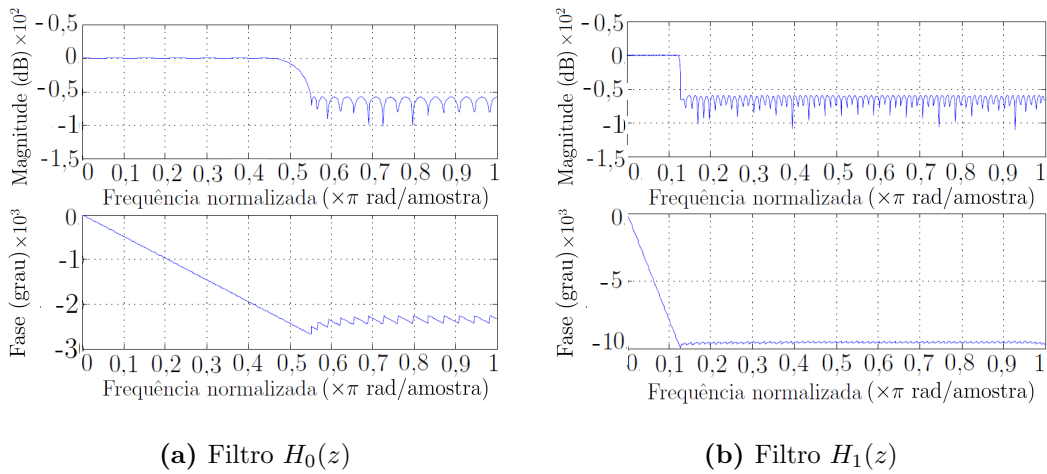 -0,5
0
-0,5
-1
-1,5
Magnitude (dB) ×10²
0 0,1 0,2 0,3 0,4 0,5 0,6 0,7 0,8 0,9 1
Frequência normalizada (×π rad/amostra)
0
-1
-2
-3
Fase (grau) ×10³
0 0,1 0,2 0,3 0,4 0,5 0,6 0,7 0,8 0,9 1
Frequência normalizada (×π rad/amostra)
(a) Filtro H₀(z)
-0,5
0
-0,5
-1
-1,5
Magnitude (dB) ×10²
0 0,1 0,2 0,3 0,4 0,5 0,6 0,7 0,8 0,9 1
Frequência normalizada (×π rad/amostra)
0
-5
-10
Fase (grau) ×10³
0 0,1 0,2 0,3 0,4 0,5 0,6 0,7 0,8 0,9 1
Frequência normalizada (×π rad/amostra)
(b) Filtro H₁(z)